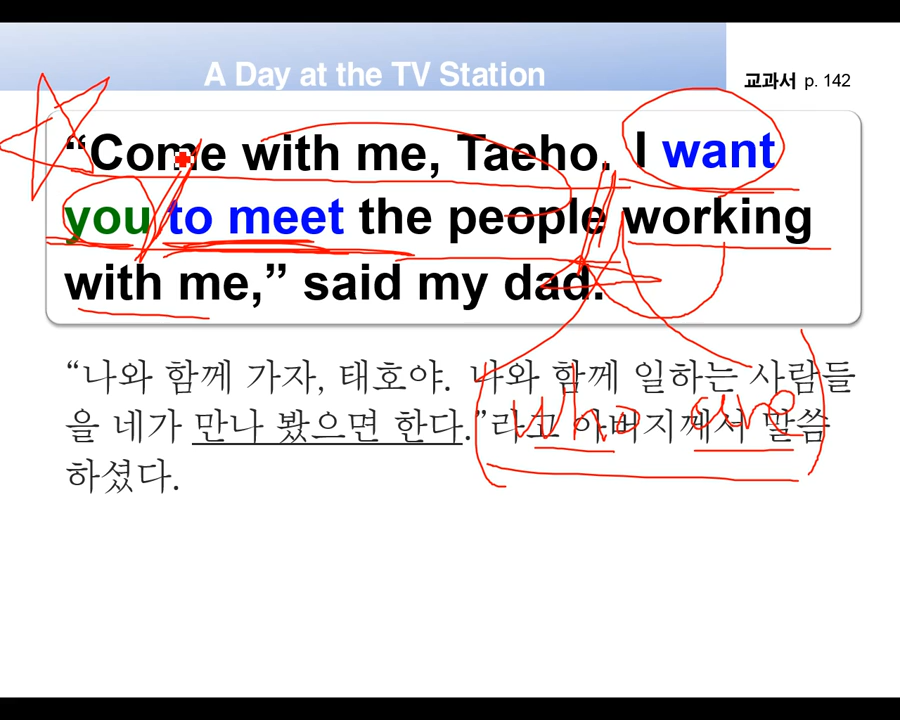 A Day at the TV Station
교과서 p. 142
“Come with me, Taeho. I want
you to meet the people working
with me,” said my dad.
“나와 함께 가자, 태호야. 나와 함께 일하는 사람들
을 네가 만나 봤으면 한다.”라고 아버지께서 말씀
하셨다.
(who are)